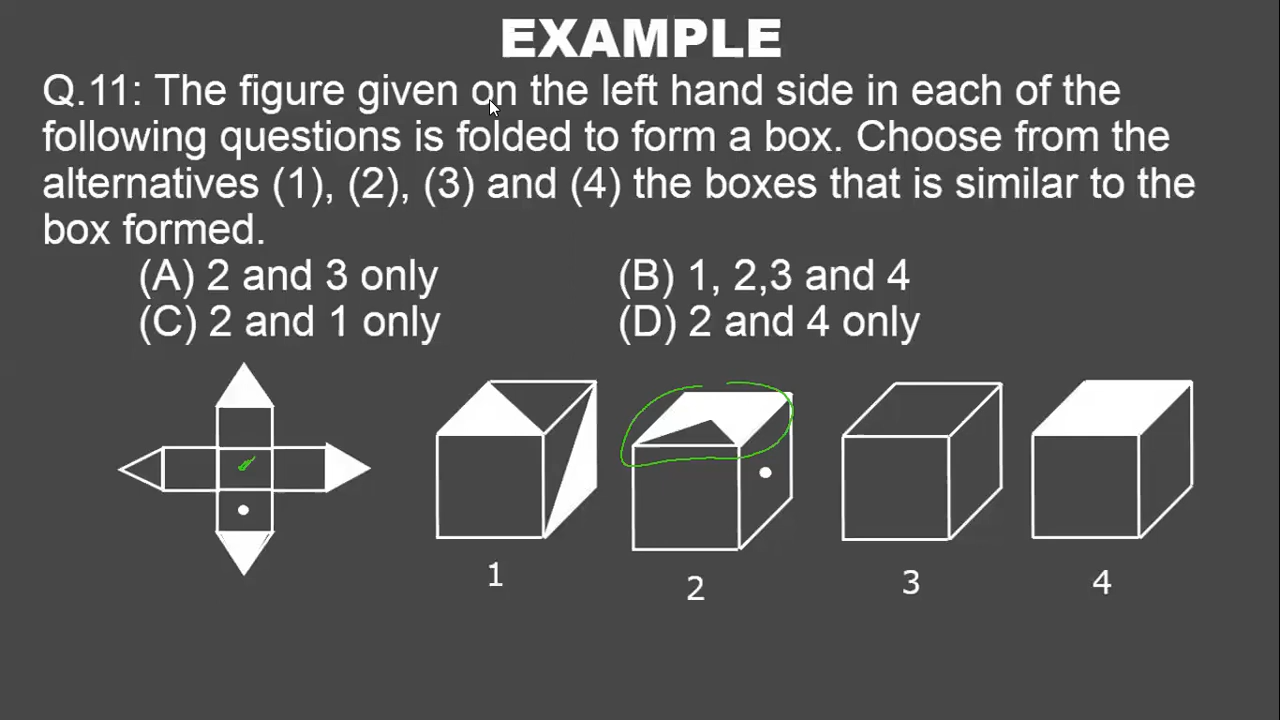 EXAMPLE
Q.11: The figure given on the left hand side in each of the
following questions is folded to form a box. Choose from the
alternatives (1), (2), (3) and (4) the boxes that is similar to the
box formed.
(A) 2 and 3 only (B) 1, 2,3 and 4
(C) 2 and 1 only (D) 2 and 4 only
1 2 3 4